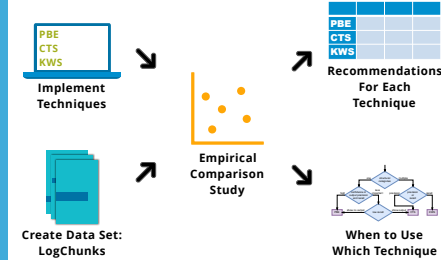 PBE
CTS
KWS
Implement
Techniques
PBE
CTS
KWS
Recommendations
For Each
Technique
Empirical
Comparison
Study
Create Data Set:
LogChunks
When to Use
Which Technique